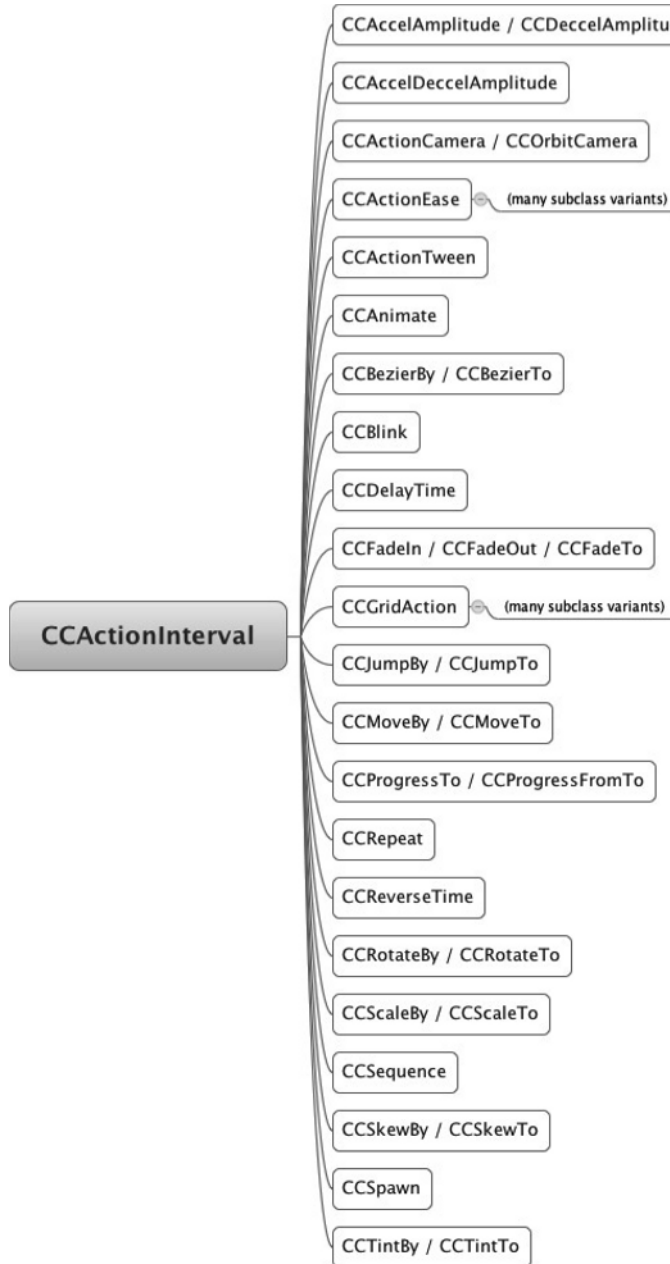 CCAccelAmplitude / CCDeccelAmplitu
CCAccelDeccelAmplitude
CCActionCamera / CCOrbitCamera
CCActionEase (many subclass variants)
CCActionTween
CCAnimate
CCBezierBy / CCBezierTo
CCBlink
CCDelayTime
CCFadeIn / CCFadeOut / CCFadeTo
CCGridAction (many subclass variants)
CCActionInterval
CCJumpBy / CCJumpTo
CCMoveBy / CCMoveTo
CCProgressTo / CCProgressFromTo
CCRepeat
CCReverseTime
CCRotateBy / CCRotateTo
CCScaleBy / CCScaleTo
CCSequence
CCSkewBy / CCSkewTo
CCSpawn
CCTintBy / CCTintTo